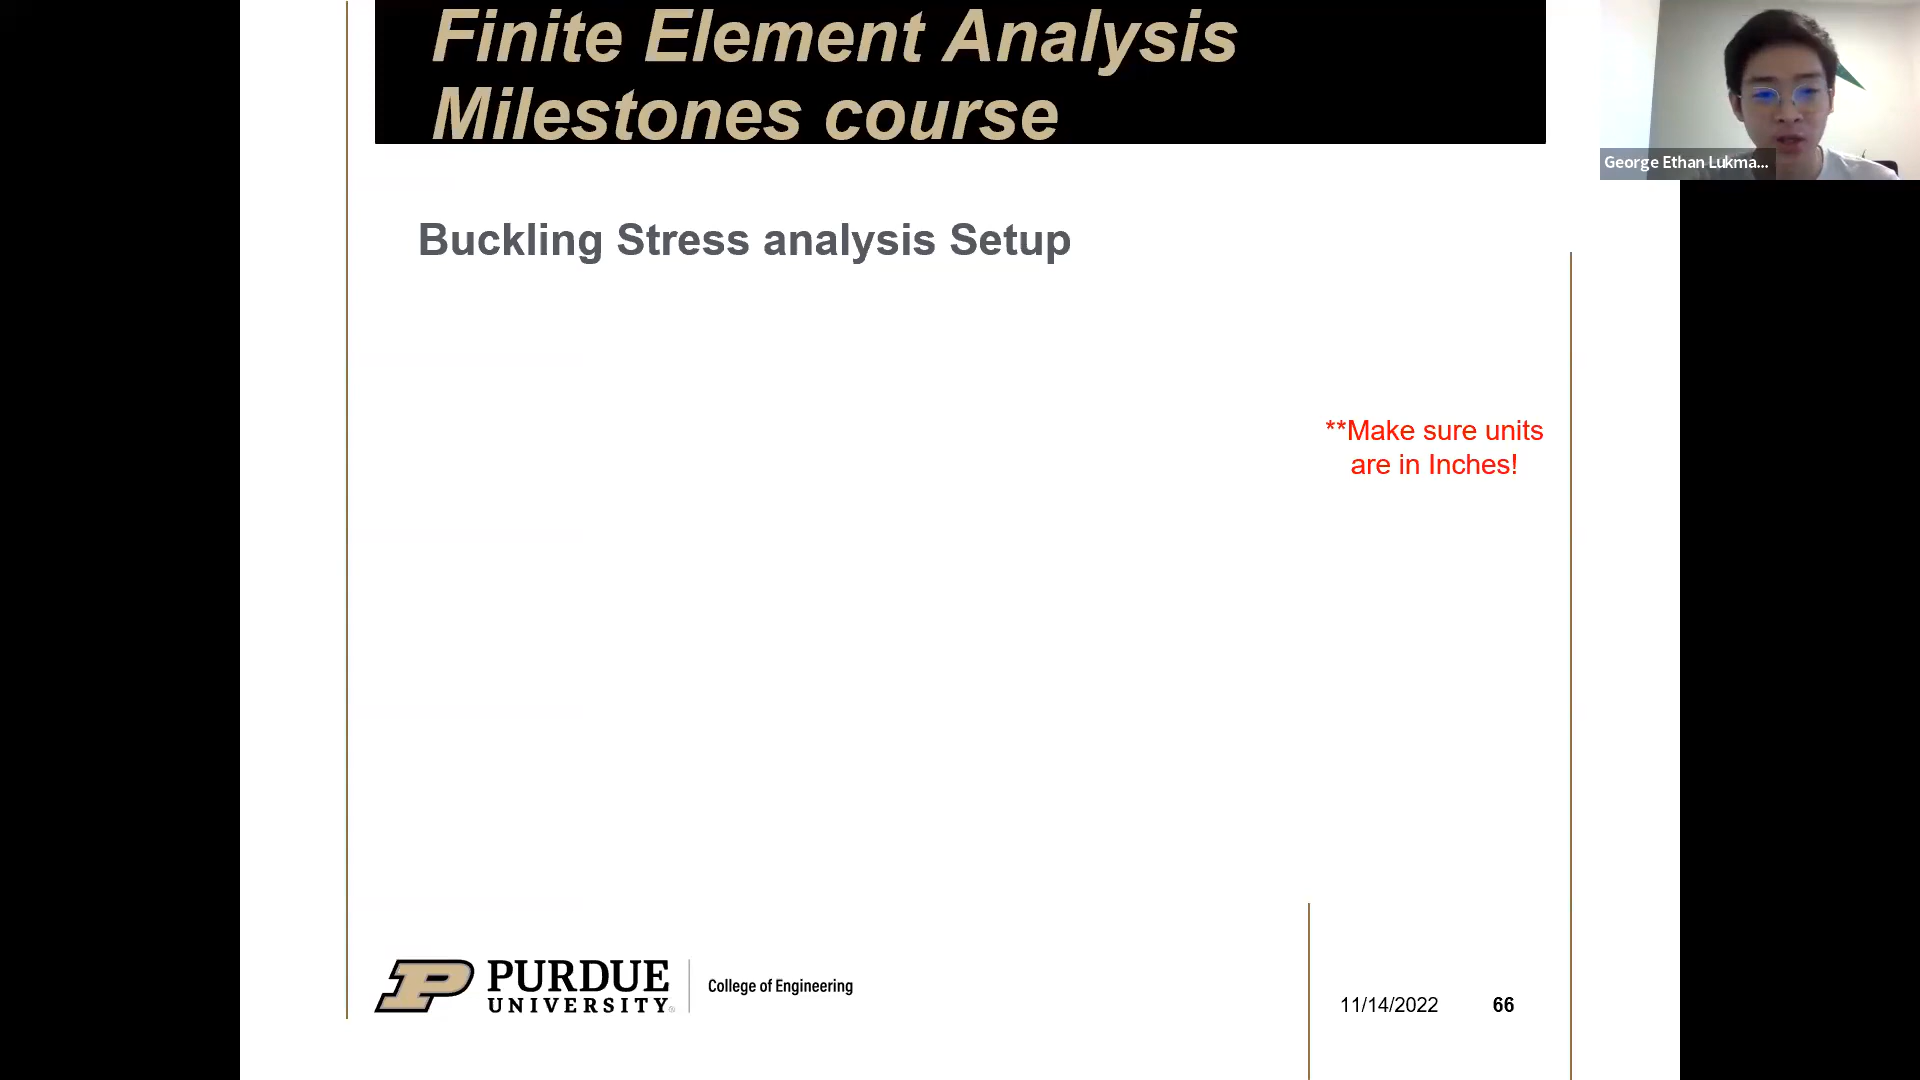 Finite Element Analysis
Milestones course
George Ethan Lukma...
Buckling Stress analysis Setup
**Make sure units
are in Inches!
PURDUE
UNIVERSITY®
College of Engineering
11/14/2022
66